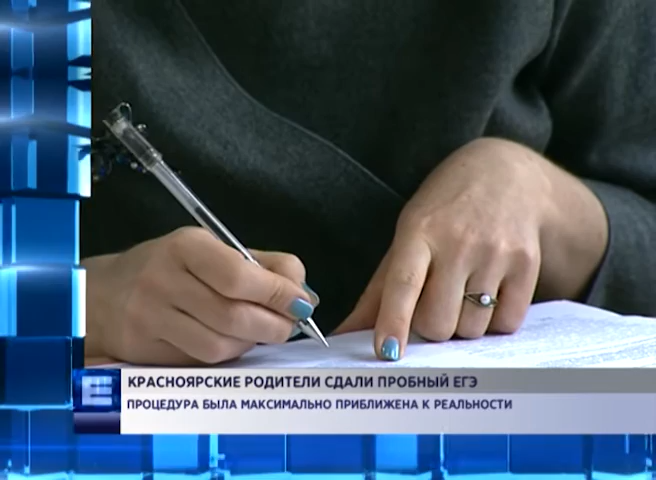 КРАСНОЯРСКИЕ РОДИТЕЛИ СДАЛИ ПРОБНЫЙ ЕГЭ
ПРОЦЕДУРА БЫЛА МАКСИМАЛЬНО ПРИБЛИЖЕНА К РЕАЛЬНОСТИ